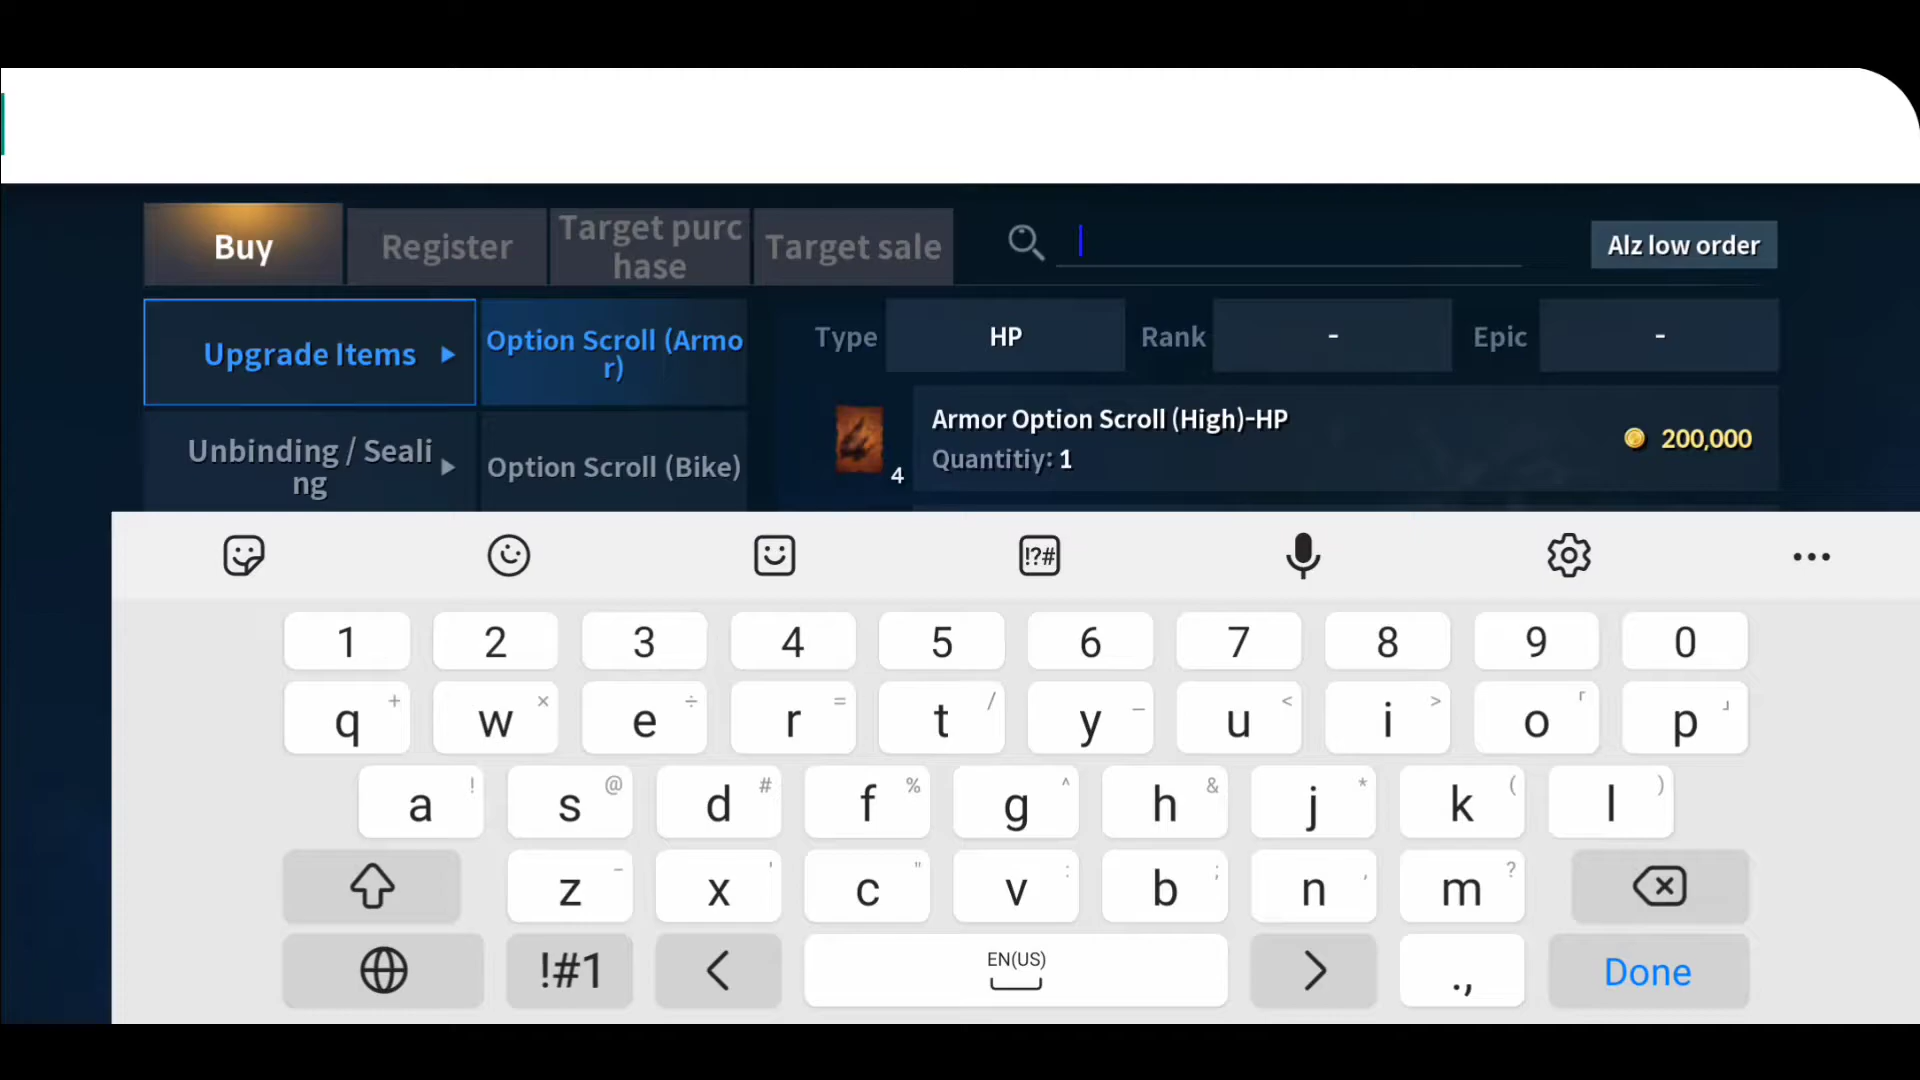 Buy
Register
Target purc
hase
Target sale
Alz low order
Upgrade Items
Option Scroll (Armo
r)
Type
HP
Rank
-
Epic
-
Armor Option Scroll (High)-HP
200,000
Quantitiy: 1
4
Unbinding / Seali
ng
Option Scroll (Bike)
!?#
1 2 3 4 5 6 7 8 9 0
q + w × e ÷ r = t / y _ u < i > o 「 p 」
a ! s @ d # f % g ^ h & j * k ( l )
z - x ' c " v : b ; n , m ?
!#1 < EN(US) > ., Done